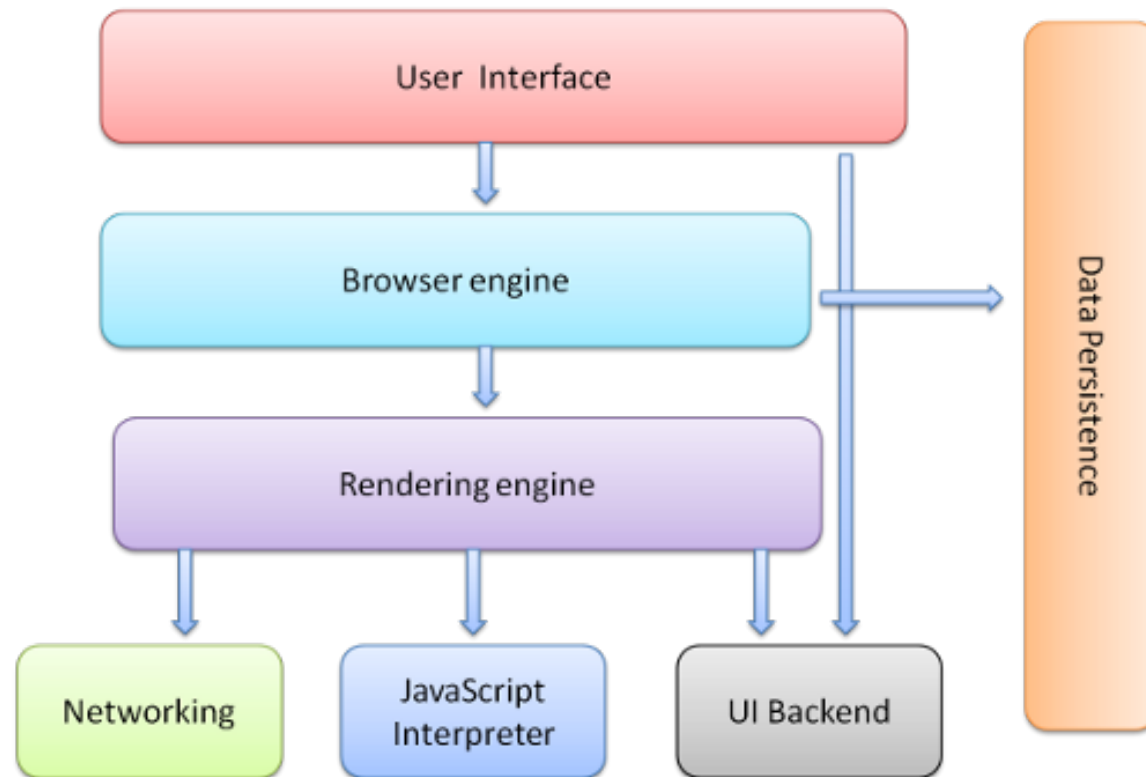 User Interface
Browser engine
Data Persistence
Rendering engine
Networking
JavaScript
Interpreter
UI Backend